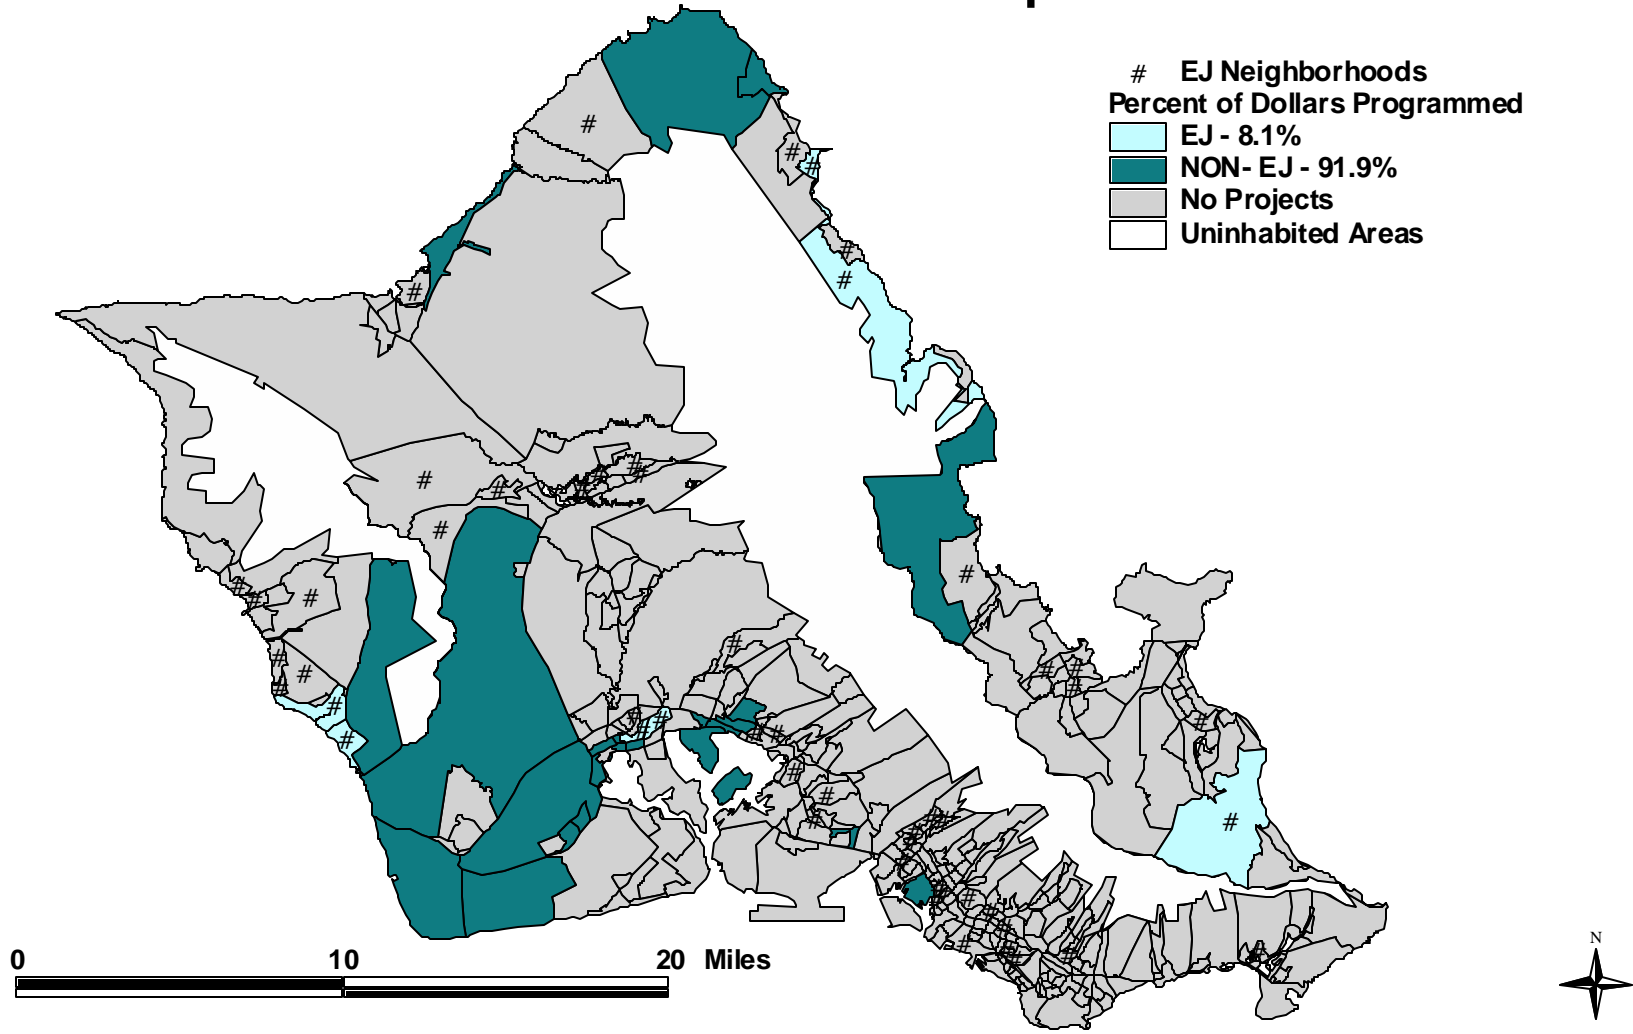 # EJ Neighborhoods
Percent of Dollars Programmed
EJ - 8.1%
NON- EJ - 91.9%
No Projects
Uninhabited Areas
0 10 20 Miles
N